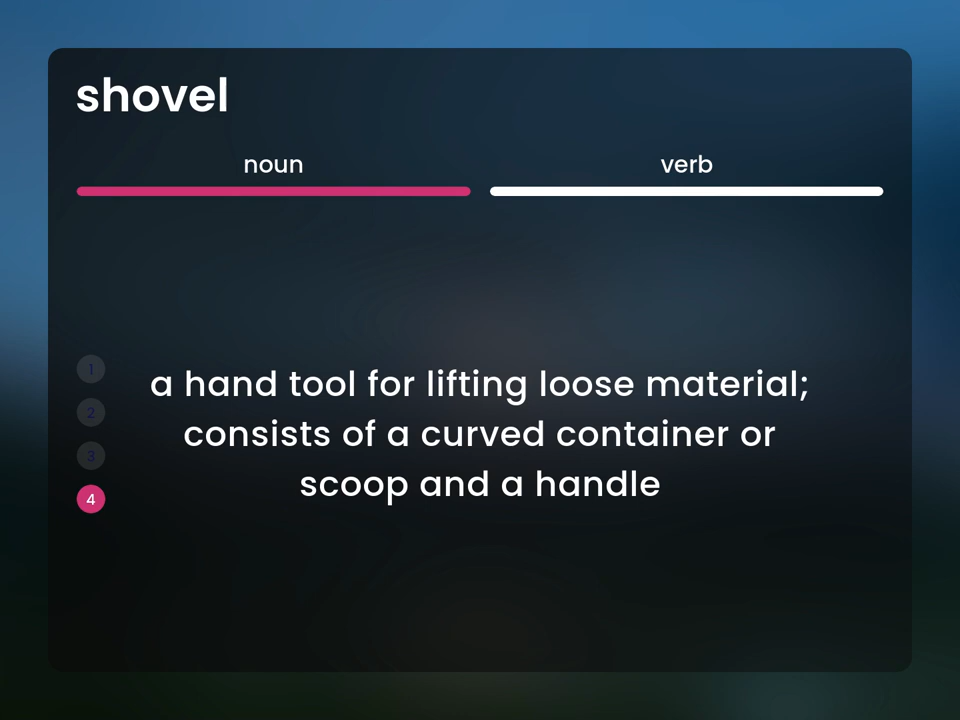 shovel
noun
verb
1
2
3
4
a hand tool for lifting loose material;
consists of a curved container or
scoop and a handle